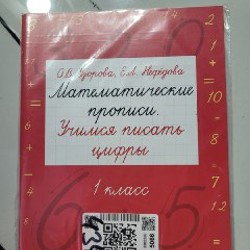 О.В. Узорова, Е.А. Нефёдова
Математические
прописи.
Учимся писать
цифры
1 класс